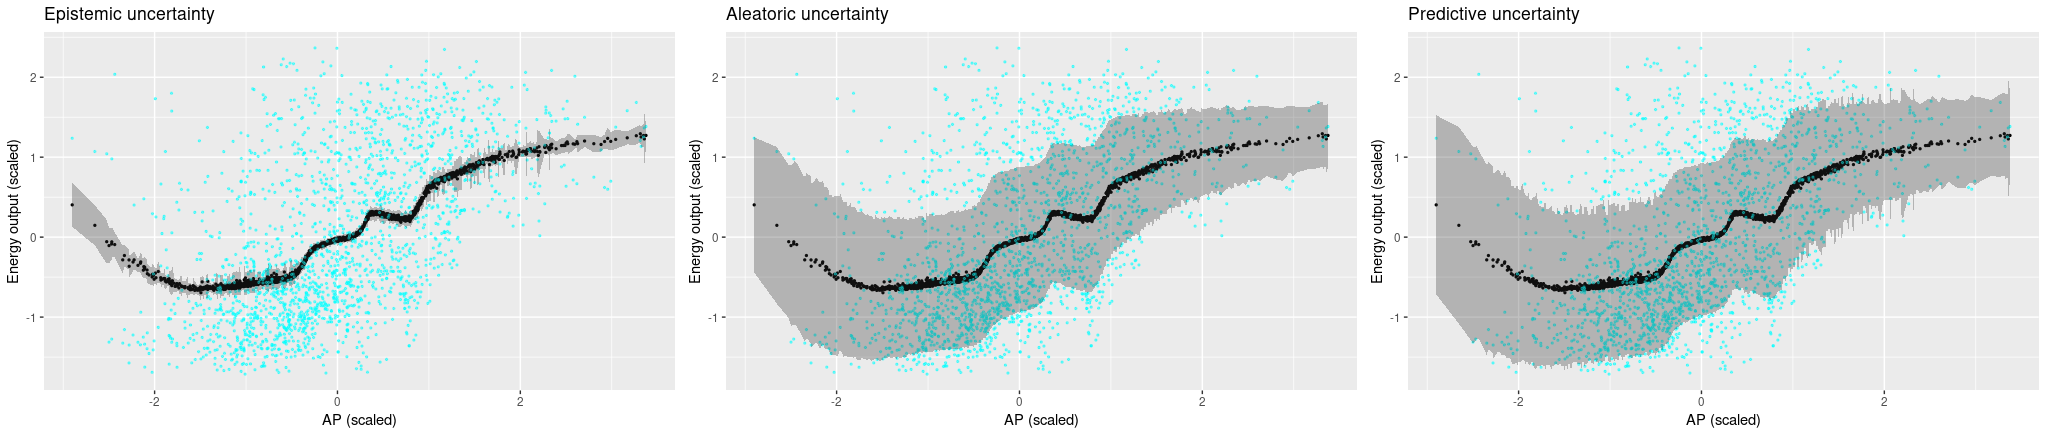 Epistemic uncertainty
Energy output (scaled)
2
1
0
-1
-2
0
2
AP (scaled)
Aleatoric uncertainty
Energy output (scaled)
2
1
0
-1
-2
0
2
AP (scaled)
Predictive uncertainty
Energy output (scaled)
2
1
0
-1
-2
0
2
AP (scaled)